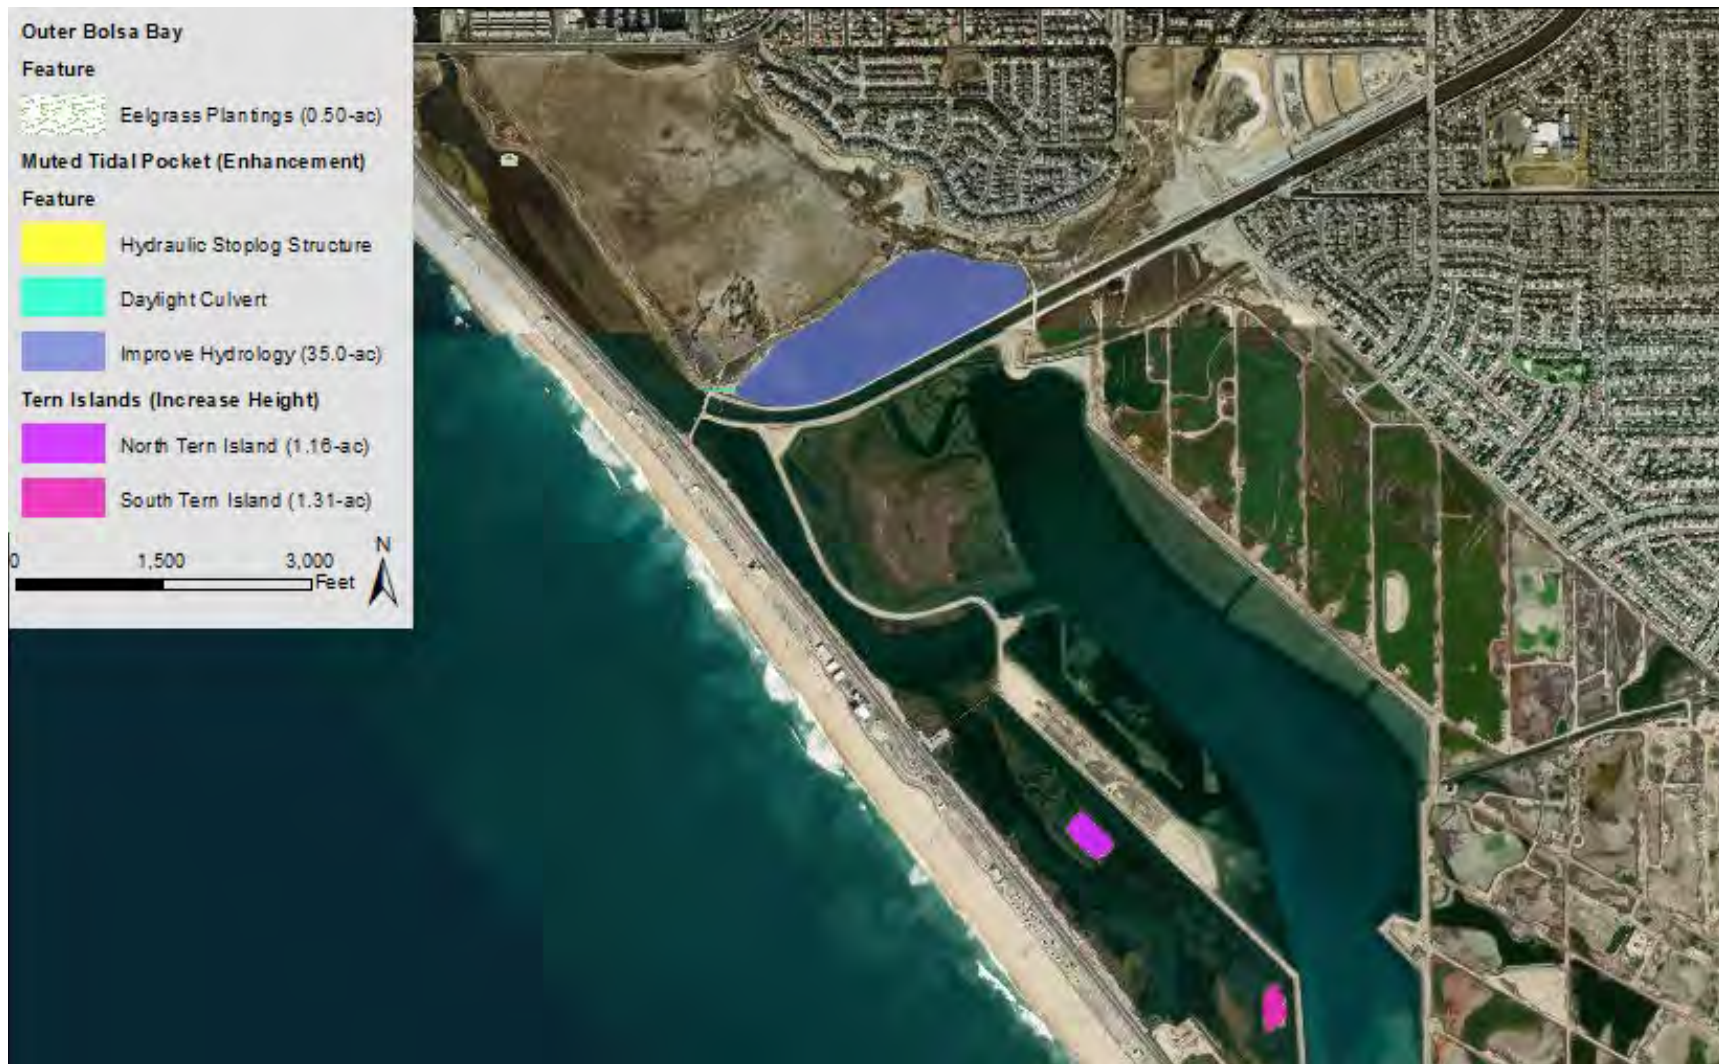 Outer Bolsa Bay
Feature
Eelgrass Plantings (0.50-ac)
Muted Tidal Pocket (Enhancement)
Feature
Hydraulic Stoplog Structure
Daylight Culvert
Improve Hydrology (35.0-ac)
Tern Islands (Increase Height)
North Tern Island (1.16-ac)
South Tern Island (1.31-ac)
0 1,500 3,000
Feet
N